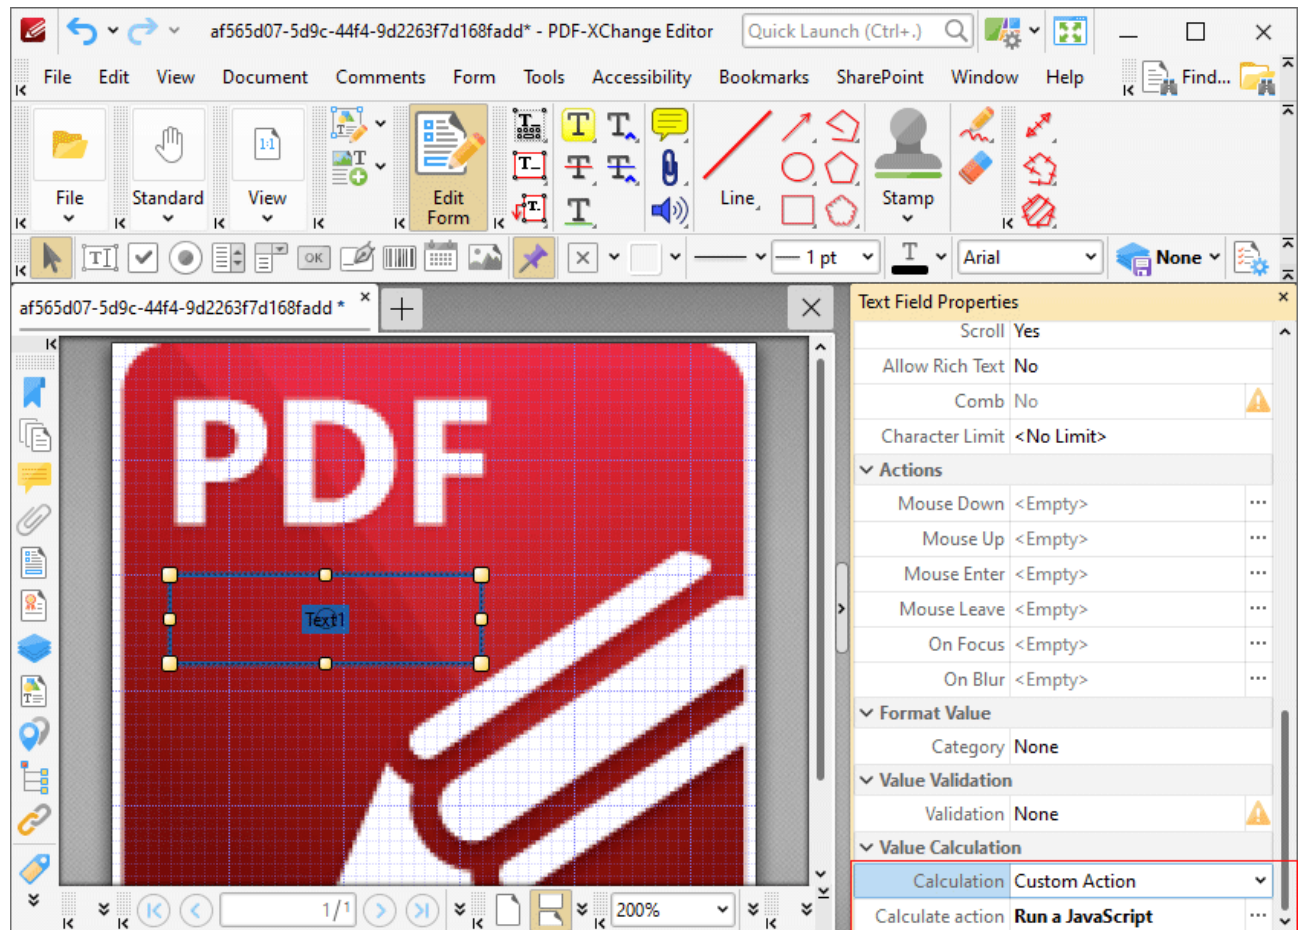 af565d07-5d9c-44f4-9d2263f7d168fadd* - PDF-XChange Editor
Quick Launch (Ctrl+.)
File Edit View Document Comments Form Tools Accessibility Bookmarks SharePoint Window Help
Find...
File
Standard
1:1
View
Edit Form
Line
Stamp
OK
1 pt
Arial
None
af565d07-5d9c-44f4-9d2263f7d168fadd *
PDF
Text1
1/1
200%
Text Field Properties
Scroll Yes
Allow Rich Text No
Comb No
Character Limit <No Limit>
Actions
Mouse Down <Empty> ...
Mouse Up <Empty> ...
Mouse Enter <Empty> ...
Mouse Leave <Empty> ...
On Focus <Empty> ...
On Blur <Empty> ...
Format Value
Category None
Value Validation
Validation None
Value Calculation
Calculation Custom Action
Calculate action Run a JavaScript ...